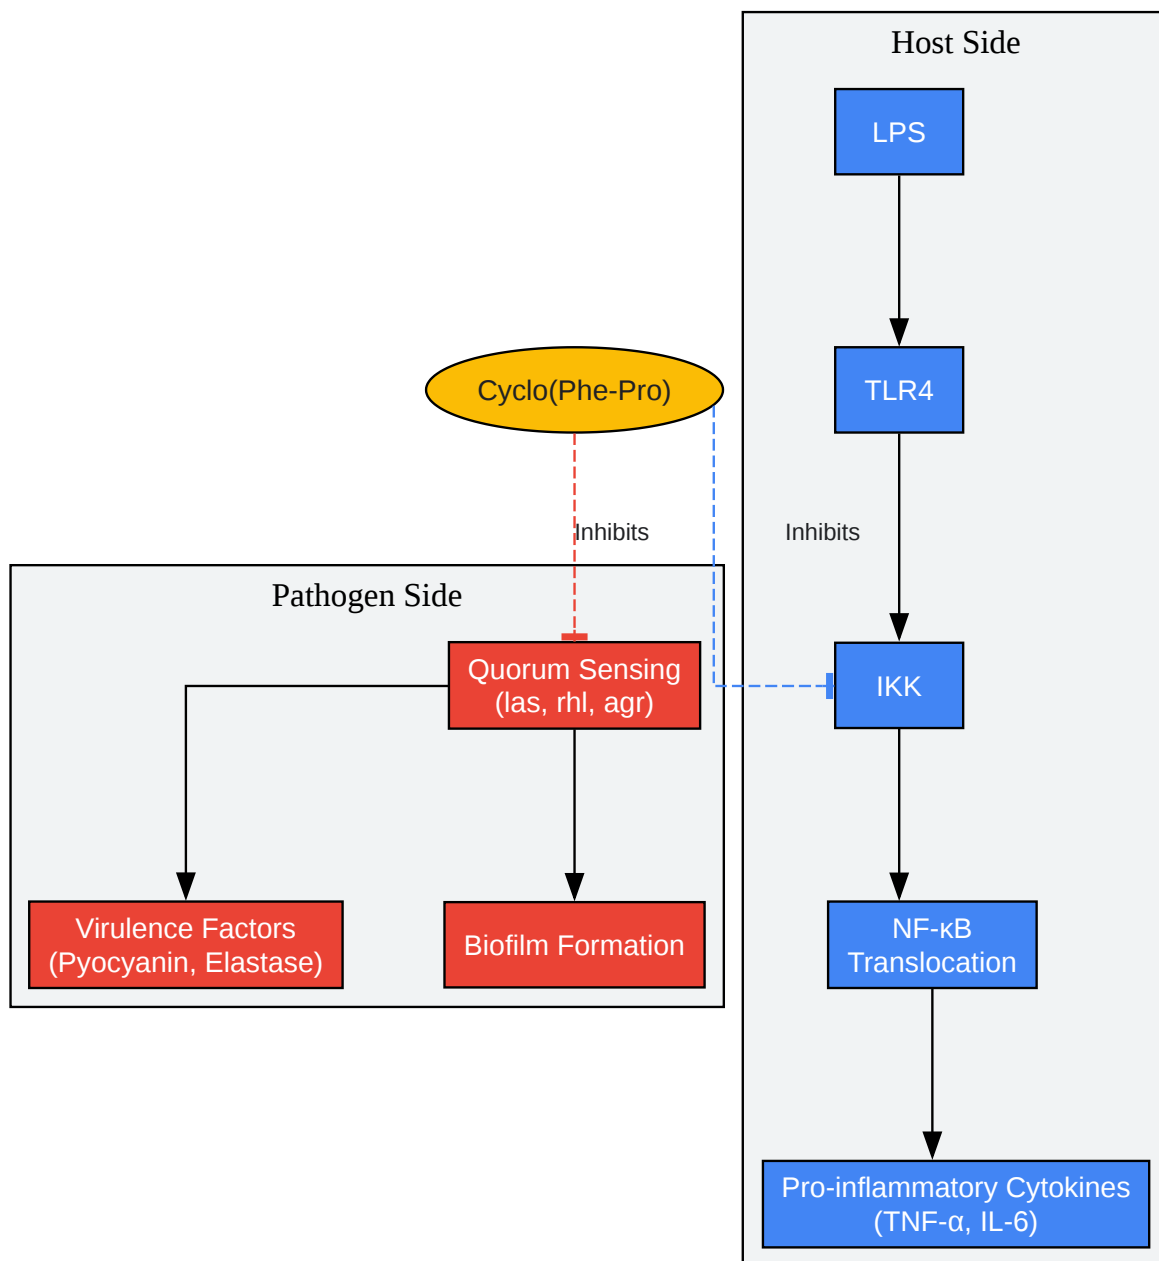 Host Side
LPS
Cyclo(Phe-Pro)
TLR4
Inhibits
Inhibits
Pathogen Side
Quorum Sensing
(las, rhl, agr)
IKK
Virulence Factors
(Pyocyanin, Elastase)
Biofilm Formation
NF-κB
Translocation
Pro-inflammatory Cytokines
(TNF-α, IL-6)